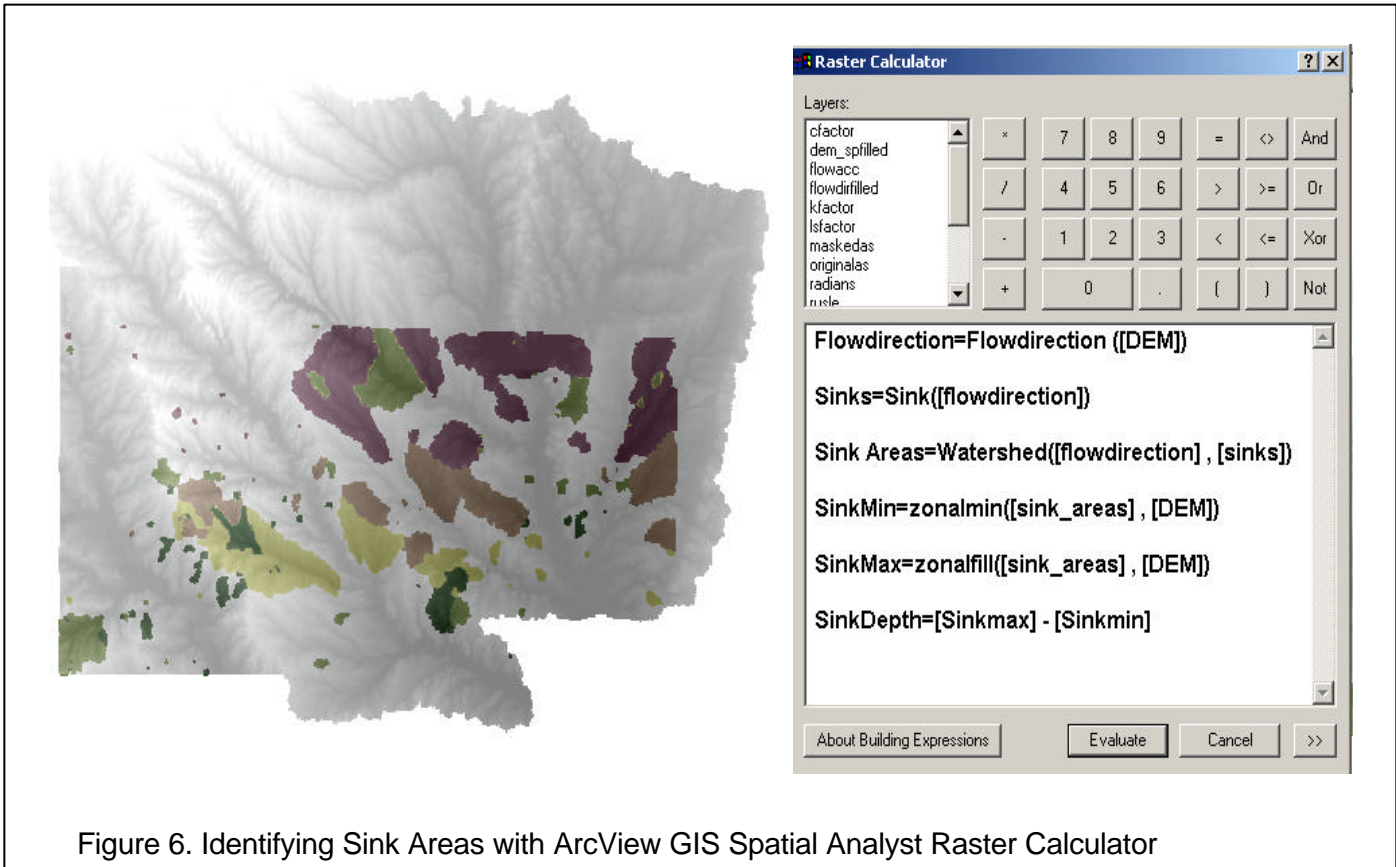 Raster Calculator
? X
Layers:
cfactor
dem_spfilled
flowacc
flowdirfilled
kfactor
lsfactor
maskedas
originalas
radians
rusle
* 7 8 9 = <> And
/ 4 5 6 > >= Or
- 1 2 3 < <= Xor
+ 0 . ( ) Not
Flowdirection=Flowdirection ([DEM])
Sinks=Sink([flowdirection])
Sink Areas=Watershed([flowdirection] , [sinks])
SinkMin=zonalmin([sink_areas] , [DEM])
SinkMax=zonalfill([sink_areas] , [DEM])
SinkDepth=[Sinkmax] - [Sinkmin]
About Building Expressions Evaluate Cancel >>
Figure 6. Identifying Sink Areas with ArcView GIS Spatial Analyst Raster Calculator